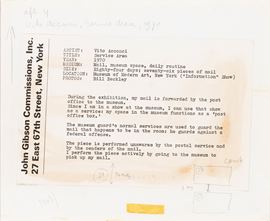 John Gibson Commissions, Inc.
27 East 67th Street, New York
ARTIST: Vito Acconci
TITLE: Service Area
YEAR: 1970
MEDIUM: Mail, museum space, daily routine
SIZE: Eighty-four days; seventy-six pieces of mail
LOCATION: Museum of Modern Art, New York ("Information" Show)
PHOTO: Bill Beckley
During the exhibition, my mail is forwarded by the post
office to the museum.
Since I am in a show at the museum, I can use that show
as a service: my space in the museum functions as a "post
office box."
The museum guard's normal services are used to guard the
mail that happens to be in the room: he guards against a
federal offence.
The piece is performed unawares by the postal service and
by the senders of the mail.
I perform the piece actively by going to the museum to
pick up my mail.